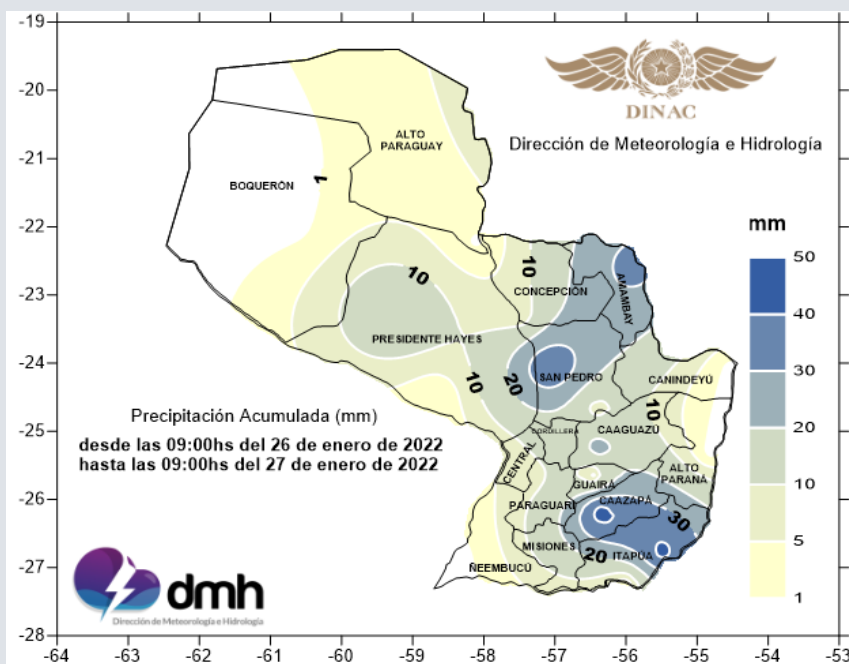 -19
-20
-21
-22
-23
-24
-25
-26
-27
-28
-64
-63
-62
-61
-60
-59
-58
-57
-56
-55
-54
-53
DINAC
Dirección de Meteorología e Hidrología
ALTO
PARAGUAY
BOQUERÓN
1
10
10
CONCEPCIÓN
AMAMBAY
PRESIDENTE HAYES
10
20
SAN PEDRO
CANINDEYÚ
10
CORDILLERA
CAAGUAZÚ
CENTRAL
ALTO
PARANÁ
GUAIRÁ
CAAZAPÁ
30
PARAGUARÍ
MISIONES
20
ITAPÚA
ÑEEMBUCÚ
mm
50
40
30
20
10
5
1
Precipitación Acumulada (mm)
desde las 09:00hs del 26 de enero de 2022
hasta las 09:00hs del 27 de enero de 2022
dmh
Dirección de Meteorología e Hidrología